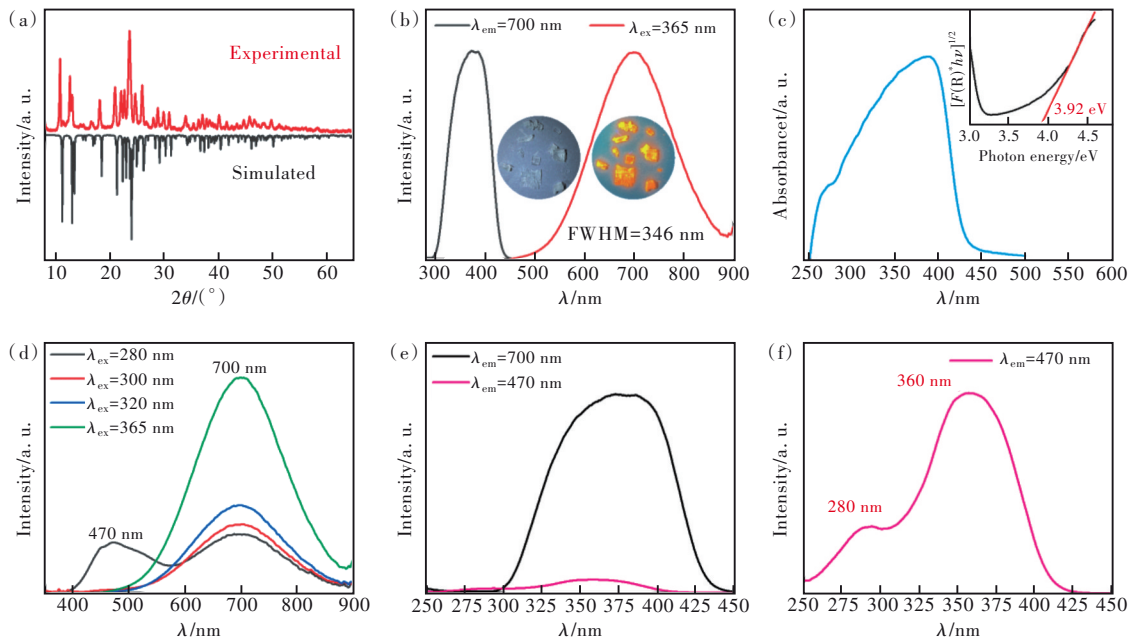 (a)
Experimental
Simulated
Intensity/a. u.
10 20 30 40 50 60
2θ/(°)
(b)
λem=700 nm λex=365 nm
FWHM=346 nm
Intensity/a. u.
300 400 500 600 700 800 900
λ/nm
(c)
[F(R)*hν]1/2
3.92 eV
3.0 3.5 4.0 4.5
Photon energy/eV
Absorbancet/a. u.
250 300 350 400 450 500 550 600
λ/nm
(d)
λex=280 nm
λex=300 nm
λex=320 nm
λex=365 nm
700 nm
470 nm
Intensity/a. u.
400 500 600 700 800 900
λ/nm
(e)
λem=700 nm
λem=470 nm
Intensity/a. u.
250 275 300 325 350 375 400 425 450
λ/nm
(f)
λem=470 nm
360 nm
280 nm
Intensity/a. u.
250 275 300 325 350 375 400 425 450
λ/nm